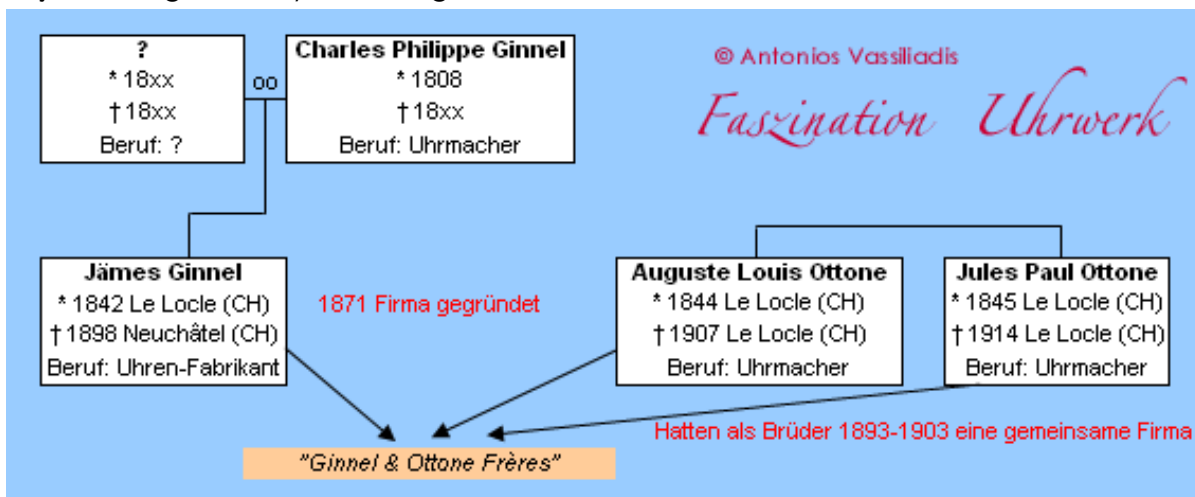 ?
* 18xx
† 18xx
Beruf: ?
oo
Charles Philippe Ginnel
* 1808
† 18xx
Beruf: Uhrmacher
© Antonios Vassiliadis
Faszination Uhrwerk
Jämes Ginnel
* 1842 Le Locle (CH)
† 1898 Neuchâtel (CH)
Beruf: Uhren-Fabrikant
1871 Firma gegründet
Auguste Louis Ottone
* 1844 Le Locle (CH)
† 1907 Le Locle (CH)
Beruf: Uhrmacher
Jules Paul Ottone
* 1845 Le Locle (CH)
† 1914 Le Locle (CH)
Beruf: Uhrmacher
Hatten als Brüder 1893-1903 eine gemeinsame Firma
"Ginnel & Ottone Frères"